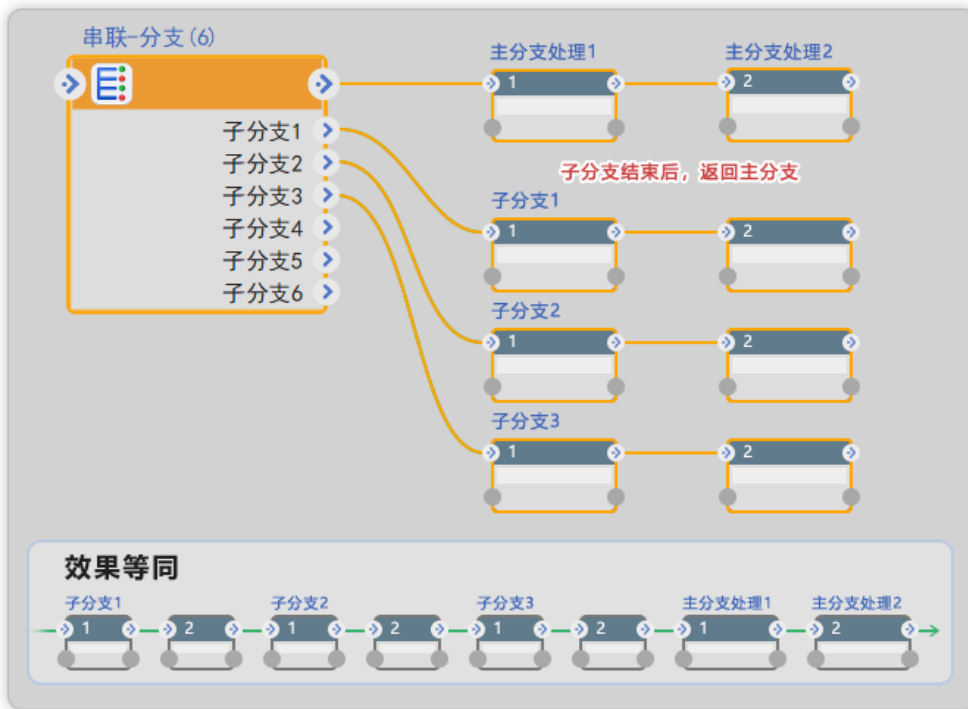 串联-分支(6)
主分支处理1
主分支处理2
1
2
子分支1
子分支2
子分支3
子分支4
子分支5
子分支6
子分支结束后，返回主分支
子分支1
1
2
子分支2
1
2
子分支3
1
2
效果等同
子分支1
子分支2
子分支3
主分支处理1
主分支处理2
1
2
1
2
1
2
1
2